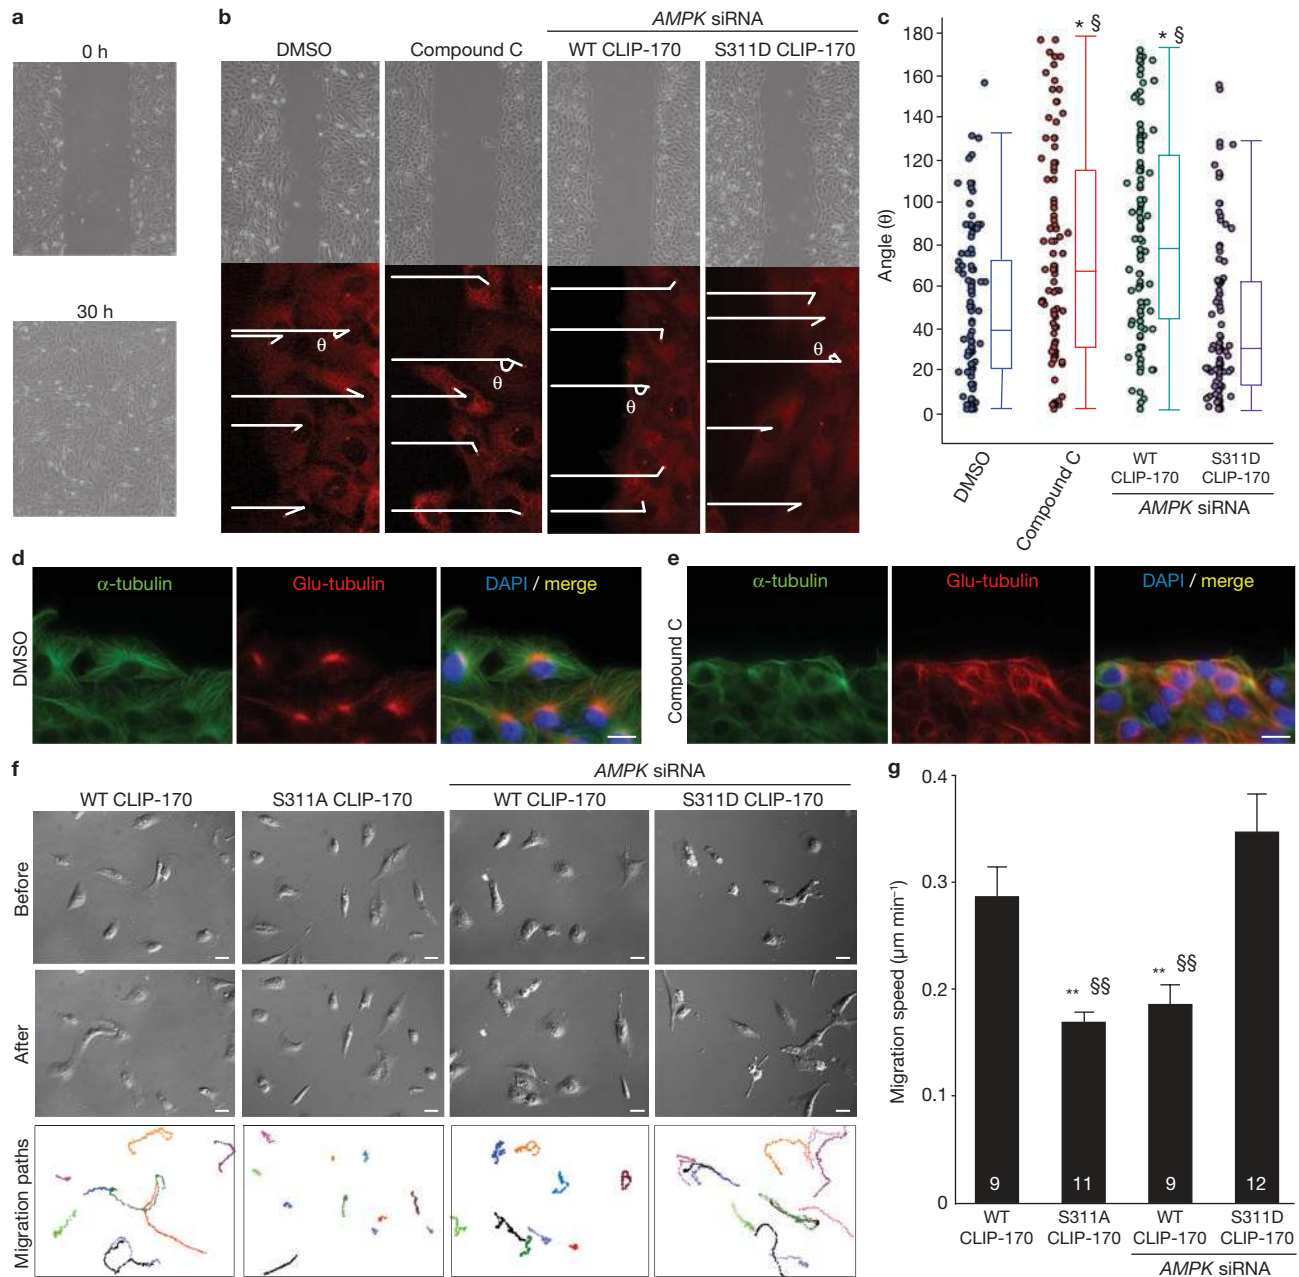 a
0 h
30 h
b
AMPK siRNA
DMSO
Compound C
WT CLIP-170
S311D CLIP-170
θ
θ
θ
θ
c
Angle (θ)
180
160
140
120
100
80
60
40
20
0
* §
* §
DMSO
Compound C
WT
CLIP-170
S311D
CLIP-170
AMPK siRNA
d
DMSO
α-tubulin
Glu-tubulin
DAPI / merge
e
Compound C
α-tubulin
Glu-tubulin
DAPI / merge
f
AMPK siRNA
WT CLIP-170
S311A CLIP-170
WT CLIP-170
S311D CLIP-170
Before
After
Migration paths
g
Migration speed (µm min⁻¹)
0.4
0.3
0.2
0.1
0
** §§
** §§
9
11
9
12
WT
CLIP-170
S311A
CLIP-170
WT
CLIP-170
S311D
CLIP-170
AMPK siRNA